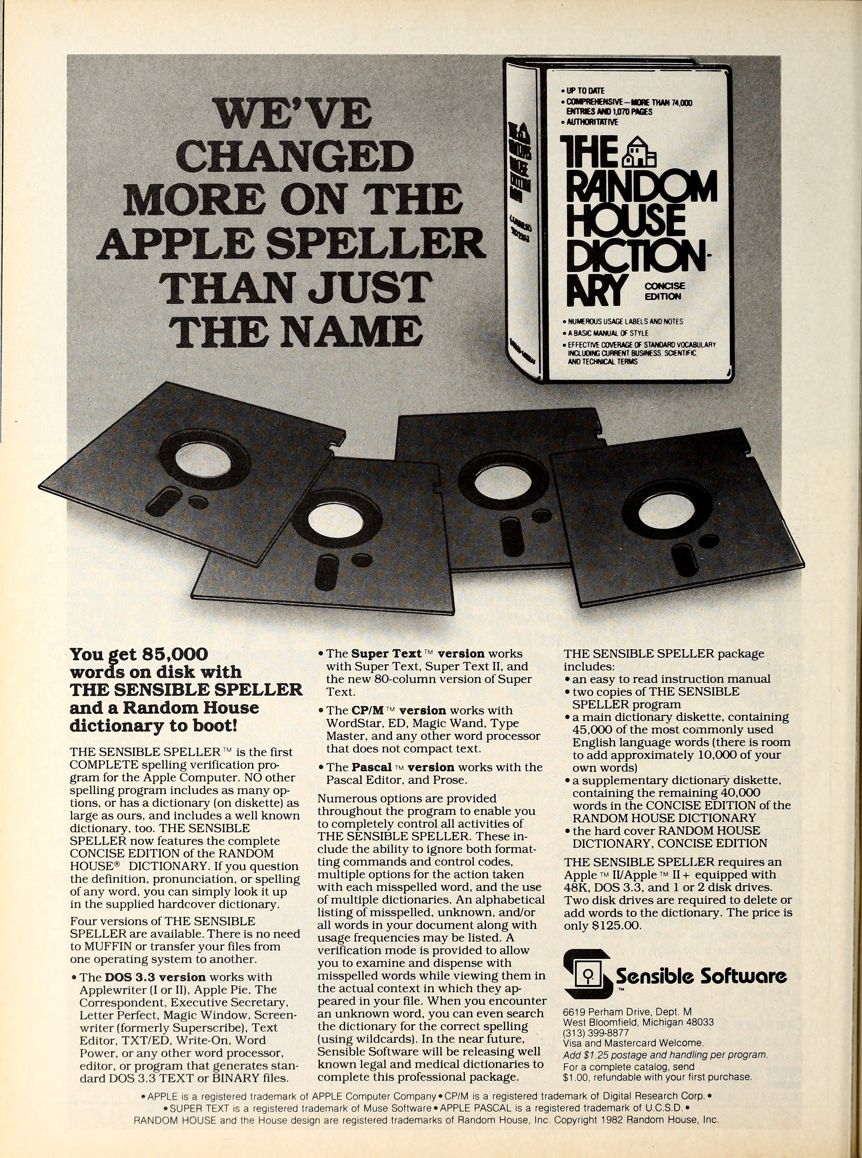 WE'VE
CHANGED
MORE ON THE
APPLE SPELLER
THAN JUST
THE NAME
• UP TO DATE
• COMPREHENSIVE—MORE THAN 74,000
ENTRIES AND 1,070 PAGES
• AUTHORITATIVE
THE
RANDOM
HOUSE
DICTION-
ARY
CONCISE
EDITION
• NUMEROUS USAGE LABELS AND NOTES
• A BASIC MANUAL OF STYLE
• EFFECTIVE COVERAGE OF STANDARD VOCABULARY
INCLUDING CURRENT BUSINESS SCIENTIFIC
AND TECHNICAL TERMS
You get 85,000
words on disk with
THE SENSIBLE SPELLER
and a Random House
dictionary to boot!
THE SENSIBLE SPELLER™ is the first
COMPLETE spelling verification pro-
gram for the Apple Computer. NO other
spelling program includes as many op-
tions, or has a dictionary (on diskette) as
large as ours, and includes a well known
dictionary, too. THE SENSIBLE
SPELLER now features the complete
CONCISE EDITION of the RANDOM
HOUSE® DICTIONARY. If you question
the definition, pronunciation, or spelling
of any word, you can simply look it up
in the supplied hardcover dictionary.
Four versions of THE SENSIBLE
SPELLER are available. There is no need
to MUFFIN or transfer your files from
one operating system to another.
• The DOS 3.3 version works with
Applewriter (I or II), Apple Pie, The
Correspondent, Executive Secretary,
Letter Perfect, Magic Window, Screen-
writer (formerly Superscribe), Text
Editor, TXT/ED, Write-On, Word
Power, or any other word processor,
editor, or program that generates stan-
dard DOS 3.3 TEXT or BINARY files.
• The Super Text™ version works
with Super Text, Super Text II, and
the new 80-column version of Super
Text.
• The CP/M™ version works with
WordStar, ED, Magic Wand, Type
Master, and any other word processor
that does not compact text.
• The Pascal™ version works with the
Pascal Editor, and Prose.
Numerous options are provided
throughout the program to enable you
to completely control all activities of
THE SENSIBLE SPELLER. These in-
clude the ability to ignore both format-
ting commands and control codes,
multiple options for the action taken
with each misspelled word, and the use
of multiple dictionaries. An alphabetical
listing of misspelled, unknown, and/or
all words in your document along with
usage frequencies may be listed. A
verification mode is provided to allow
you to examine and dispense with
misspelled words while viewing them in
the actual context in which they ap-
peared in your file. When you encounter
an unknown word, you can even search
the dictionary for the correct spelling
(using wildcards). In the near future,
Sensible Software will be releasing well
known legal and medical dictionaries to
complete this professional package.
THE SENSIBLE SPELLER package
includes:
• an easy to read instruction manual
• two copies of THE SENSIBLE
SPELLER program
• a main dictionary diskette, containing
45,000 of the most commonly used
English language words (there is room
to add approximately 10,000 of your
own words)
• a supplementary dictionary diskette,
containing the remaining 40,000
words in the CONCISE EDITION of the
RANDOM HOUSE DICTIONARY
• the hard cover RANDOM HOUSE
DICTIONARY, CONCISE EDITION
THE SENSIBLE SPELLER requires an
Apple™ II/Apple™ II+ equipped with
48K, DOS 3.3, and 1 or 2 disk drives.
Two disk drives are required to delete or
add words to the dictionary. The price is
only $125.00.
Sensible Software
™
6619 Perham Drive, Dept. M
West Bloomfield, Michigan 48033
(313) 399-8877
Visa and Mastercard Welcome.
Add $1.25 postage and handling per program.
For a complete catalog, send
$1.00, refundable with your first purchase.
• APPLE is a registered trademark of APPLE Computer Company • CP/M is a registered trademark of Digital Research Corp. •
• SUPER TEXT is a registered trademark of Muse Software • APPLE PASCAL is a registered trademark of U.C.S.D. •
RANDOM HOUSE and the House design are registered trademarks of Random House, Inc. Copyright 1982 Random House, Inc.